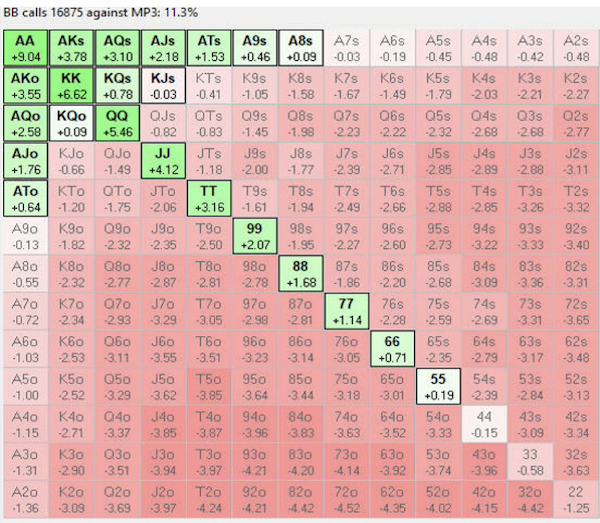 BB calls 16875 against MP3: 11.3%
AA AKs AQs AJs ATs A9s A8s A7s A6s A5s A4s A3s A2s
+9.04 +3.78 +3.10 +2.18 +1.53 +0.46 +0.09 -0.03 -0.19 -0.45 -0.48 -0.42 -0.48
AKo KK KQs KJs KTs K9s K8s K7s K6s K5s K4s K3s K2s
+3.55 +6.62 +0.78 -0.03 -0.41 -1.05 -1.58 -1.67 -1.49 -1.79 -2.03 -2.21 -2.27
AQo KQo QQ QJs QTs Q9s Q8s Q7s Q6s Q5s Q4s Q3s Q2s
+2.58 +0.09 +5.46 -0.82 -0.83 -1.45 -1.98 -2.23 -2.22 -2.32 -2.68 -2.68 -2.77
AJo KJo QJo JJ JTs J9s J8s J7s J6s J5s J4s J3s J2s
+1.76 -0.66 -1.49 +4.12 -1.18 -2.00 -1.77 -2.39 -2.71 -2.85 -2.89 -2.88 -3.11
ATo KTo QTo JTo TT T9s T8s T7s T6s T5s T4s T3s T2s
+0.64 -1.20 -1.75 -2.06 +3.16 -1.61 -1.94 -2.49 -2.66 -2.88 -2.85 -3.26 -3.32
A9o K9o Q9o J9o T9o 99 98s 97s 96s 95s 94s 93s 92s
-0.13 -1.82 -2.32 -2.35 -2.50 +2.07 -1.95 -2.27 -2.60 -2.73 -3.22 -3.33 -3.40
A8o K8o Q8o J8o T8o 98o 88 87s 86s 85s 84s 83s 82s
-0.55 -2.32 -2.77 -2.87 -2.81 -2.78 +1.68 -1.86 -2.20 -2.68 -3.09 -3.36 -3.31
A7o K7o Q7o J7o T7o 97o 87o 77 76s 75s 74s 73s 72s
-0.72 -2.34 -2.93 -3.29 -3.05 -2.98 -2.81 +1.14 -2.28 -2.59 -2.69 -3.31 -3.65
A6o K6o Q6o J6o T6o 96o 86o 76o 66 65s 64s 63s 62s
-1.03 -2.53 -3.11 -3.55 -3.51 -3.23 -3.14 -3.05 +0.71 -2.35 -2.79 -3.17 -3.48
A5o K5o Q5o J5o T5o 95o 85o 75o 65o 55 54s 53s 52s
-1.00 -2.52 -3.29 -3.62 -3.85 -3.64 -3.44 -3.18 -3.01 +0.19 -2.39 -2.84 -3.13
A4o K4o Q4o J4o T4o 94o 84o 74o 64o 54o 44 43s 42s
-1.15 -2.71 -3.37 -3.85 -3.87 -3.96 -3.83 -3.63 -3.52 -3.33 -0.15 -3.09 -3.34
A3o K3o Q3o J3o T3o 93o 83o 73o 63o 53o 43o 33 32s
-1.31 -2.90 -3.51 -3.94 -3.97 -4.21 -4.20 -4.14 -3.92 -3.74 -3.96 -0.58 -3.63
A2o K2o Q2o J2o T2o 92o 82o 72o 62o 52o 42o 32o 22
-1.36 -3.09 -3.69 -3.97 -4.24 -4.21 -4.42 -4.52 -4.35 -4.02 -4.15 -4.42 -1.25